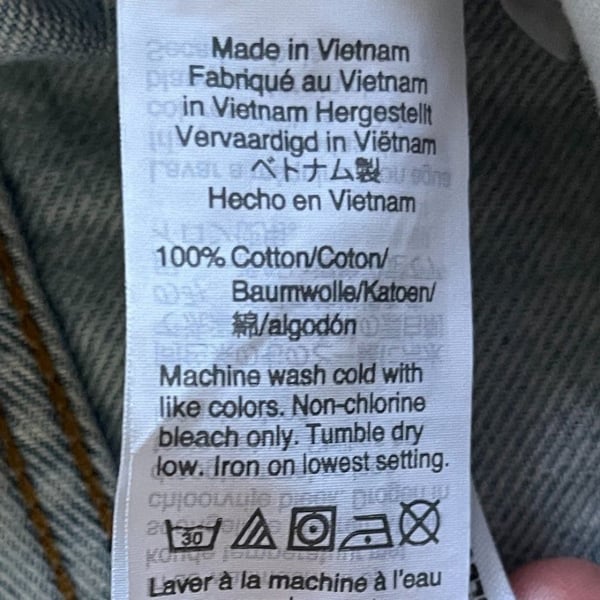 Made in Vietnam
Fabriqué au Vietnam
in Vietnam Hergestellt
Vervaardigd in Viëtnam
ベトナム製
Hecho en Vietnam
100% Cotton/Coton/
Baumwolle/Katoen/
綿/algodón
Machine wash cold with
like colors. Non-chlorine
bleach only. Tumble dry
low. Iron on lowest setting.
30
Laver à la machine à l'eau